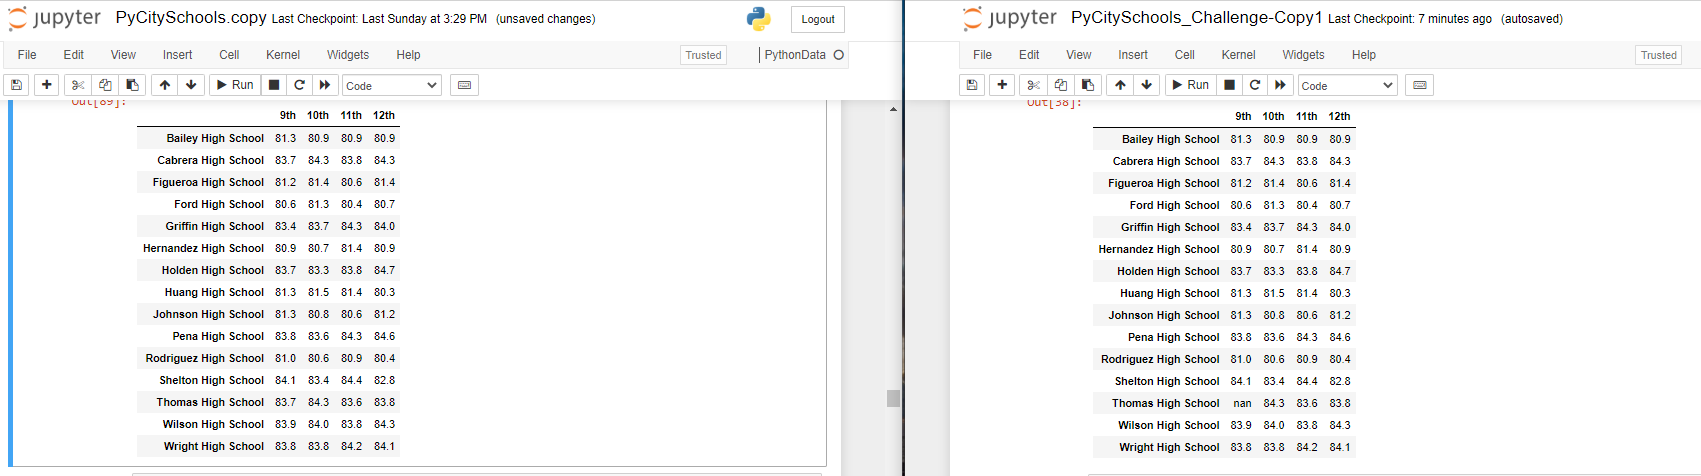 jupyter PyCitySchools.copy Last Checkpoint: Last Sunday at 3:29 PM (unsaved changes) Logout
File Edit View Insert Cell Kernel Widgets Help Trusted PythonData
Run Code
Out[89]:
9th 10th 11th 12th
Bailey High School 81.3 80.9 80.9 80.9
Cabrera High School 83.7 84.3 83.8 84.3
Figueroa High School 81.2 81.4 80.6 81.4
Ford High School 80.6 81.3 80.4 80.7
Griffin High School 83.4 83.7 84.3 84.0
Hernandez High School 80.9 80.7 81.4 80.9
Holden High School 83.7 83.3 83.8 84.7
Huang High School 81.3 81.5 81.4 80.3
Johnson High School 81.3 80.8 80.6 81.2
Pena High School 83.8 83.6 84.3 84.6
Rodriguez High School 81.0 80.6 80.9 80.4
Shelton High School 84.1 83.4 84.4 82.8
Thomas High School 83.7 84.3 83.6 83.8
Wilson High School 83.9 84.0 83.8 84.3
Wright High School 83.8 83.8 84.2 84.1
jupyter PyCitySchools_Challenge-Copy1 Last Checkpoint: 7 minutes ago (autosaved)
File Edit View Insert Cell Kernel Widgets Help Trusted
Run Code
Out[38]:
9th 10th 11th 12th
Bailey High School 81.3 80.9 80.9 80.9
Cabrera High School 83.7 84.3 83.8 84.3
Figueroa High School 81.2 81.4 80.6 81.4
Ford High School 80.6 81.3 80.4 80.7
Griffin High School 83.4 83.7 84.3 84.0
Hernandez High School 80.9 80.7 81.4 80.9
Holden High School 83.7 83.3 83.8 84.7
Huang High School 81.3 81.5 81.4 80.3
Johnson High School 81.3 80.8 80.6 81.2
Pena High School 83.8 83.6 84.3 84.6
Rodriguez High School 81.0 80.6 80.9 80.4
Shelton High School 84.1 83.4 84.4 82.8
Thomas High School nan 84.3 83.6 83.8
Wilson High School 83.9 84.0 83.8 84.3
Wright High School 83.8 83.8 84.2 84.1